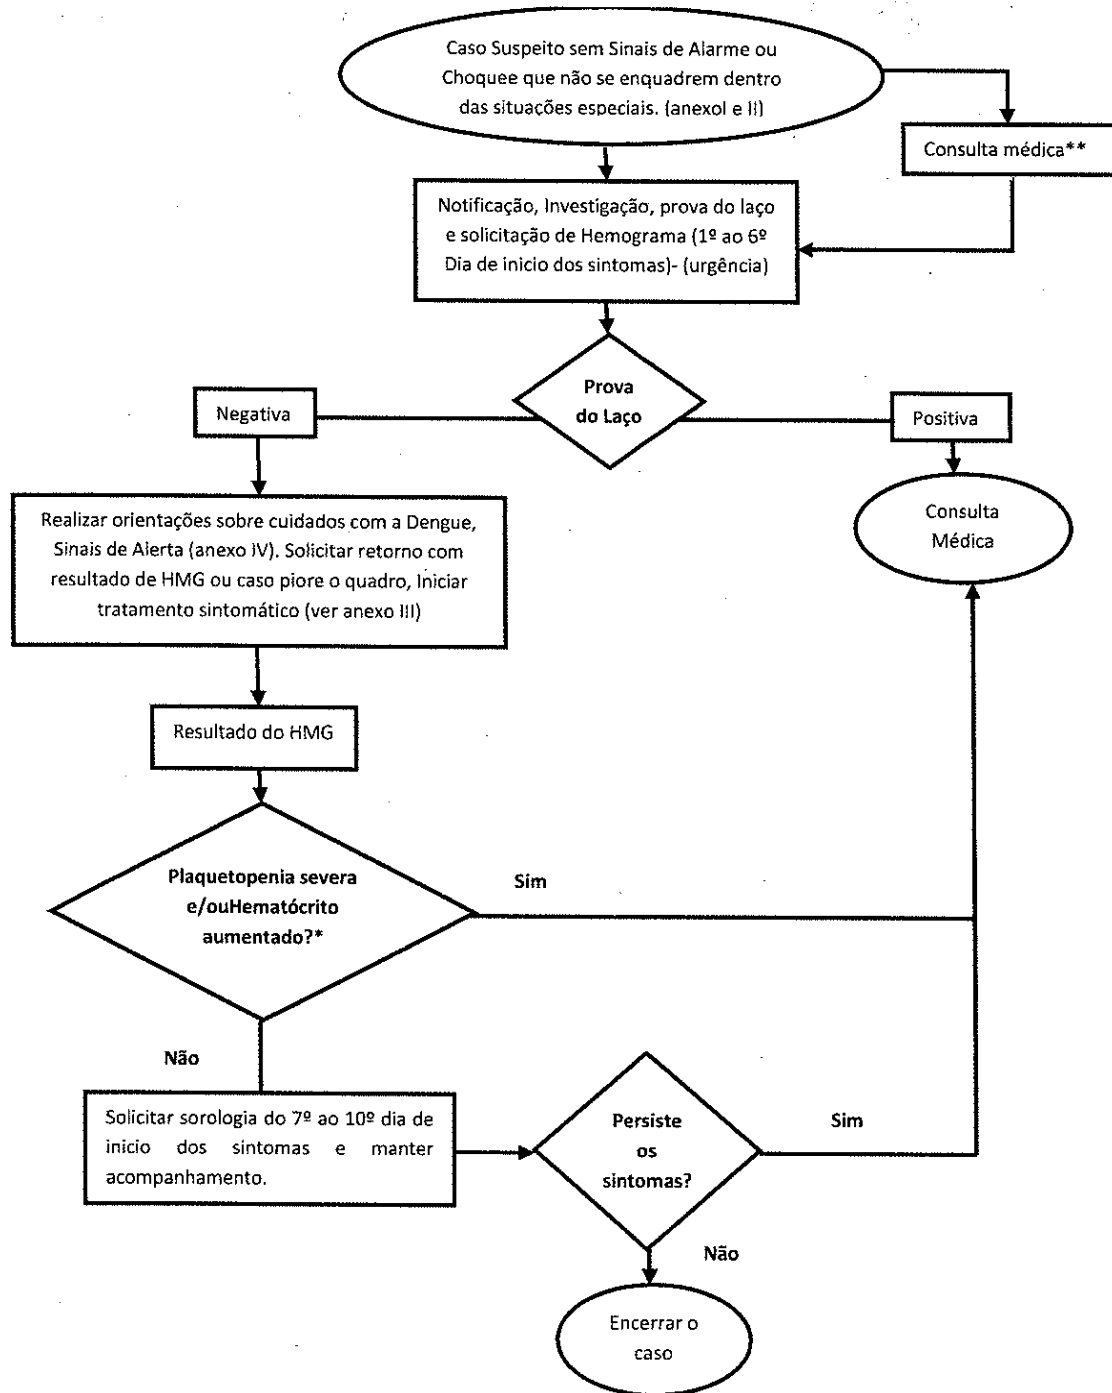 Caso Suspeito sem Sinais de Alarme ou
Choquee que não se enquadrem dentro
das situações especiais. (anexoI e II)
Consulta médica**
Notificação, Investigação, prova do laço
e solicitação de Hemograma (1º ao 6º
Dia de inicio dos sintomas)- (urgência)
Prova
do Laço
Negativa
Positiva
Realizar orientações sobre cuidados com a Dengue,
Sinais de Alerta (anexo IV). Solicitar retorno com
resultado de HMG ou caso piore o quadro, Iniciar
tratamento sintomático (ver anexo III)
Consulta
Médica
Resultado do HMG
Plaquetopenia severa
e/ouHematócrito
aumentado?*
Sim
Não
Solicitar sorologia do 7º ao 10º dia de
inicio dos sintomas e manter
acompanhamento.
Persiste
os
sintomas?
Sim
Não
Encerrar o
caso